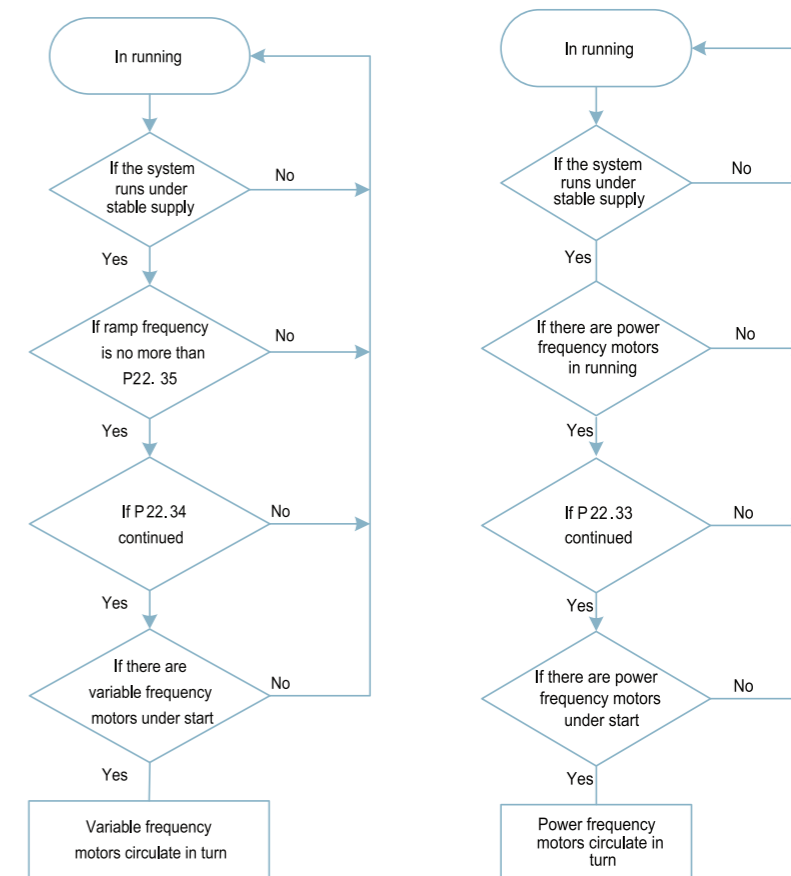 In running
If the system
runs under
stable supply
No
Yes
If ramp frequency
is no more than
P22. 35
No
Yes
If P22.34
continued
No
Yes
If there are
variable frequency
motors under start
No
Yes
Variable frequency
motors circulate in turn
In running
If the system
runs under
stable supply
No
Yes
If there are power
frequency motors
in running
No
Yes
If P22.33
continued
No
Yes
If there are power
frequency motors
under start
No
Yes
Power frequency
motors circulate in
turn